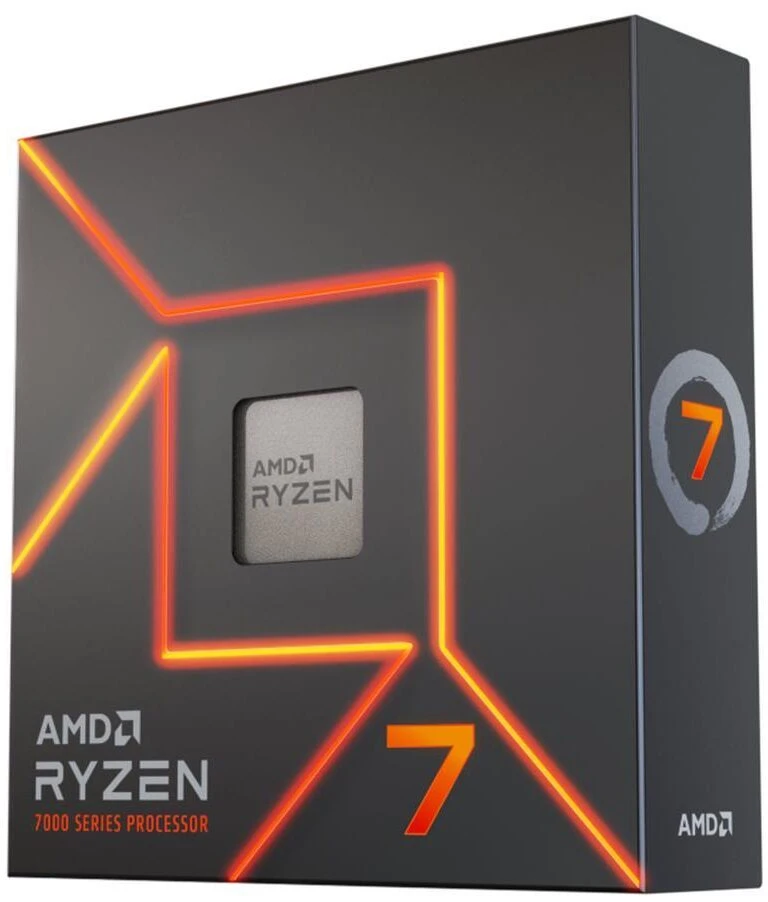 AMD
RYZEN
AMD
RYZEN
7000 SERIES PROCESSOR
7
7
AMD